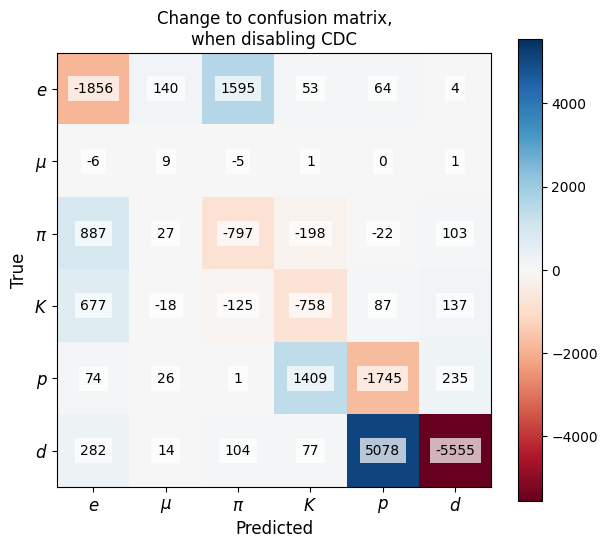 Change to confusion matrix,
when disabling CDC
e -1856 140 1595 53 64 4
μ -6 9 -5 1 0 1
π 887 27 -797 -198 -22 103
K 677 -18 -125 -758 87 137
p 74 26 1 1409 -1745 235
d 282 14 104 77 5078 -5555
e μ π K p d
Predicted
True
4000
2000
0
−2000
−4000